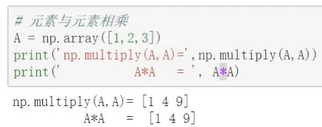 # 元素与元素相乘
A = np.array([1,2,3])
print('np.multiply(A,A)=',np.multiply(A,A))
print('        A*A   = ', A*A)
np.multiply(A,A)= [1 4 9]
        A*A   =  [1 4 9]